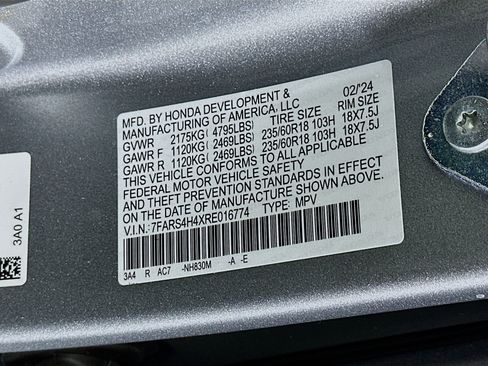 MFD. BY HONDA DEVELOPMENT & 02/'24
MANUFACTURING OF AMERICA, LLC
GVWR 2175KG( 4795LBS) TIRE SIZE RIM SIZE
GAWR F 1120KG( 2469LBS) 235/60R18 103H 18X7.5J
GAWR R 1120KG( 2469LBS) 235/60R18 103H 18X7.5J
THIS VEHICLE CONFORMS TO ALL APPLICABLE
FEDERAL MOTOR VEHICLE SAFETY
AND THEFT PREVENTION STANDARDS IN EFFECT
ON THE DATE OF MANUFACTURE SHOWN ABOVE.
V.I.N: 7FARS4H4XRE016774 TYPE: MPV
3A4 R AC7 -NH830M -A -E
3A0 A1